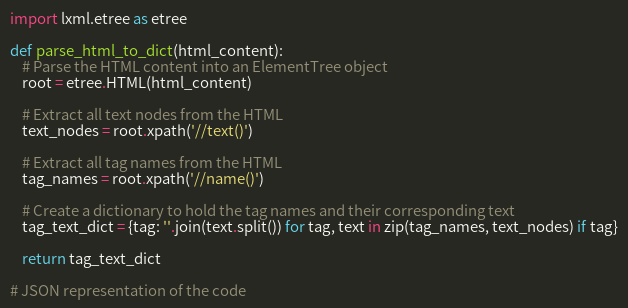 import lxml.etree as etree
def parse_html_to_dict(html_content):
# Parse the HTML content into an ElementTree object
root = etree.HTML(html_content)
# Extract all text nodes from the HTML
text_nodes = root.xpath('//text()')
# Extract all tag names from the HTML
tag_names = root.xpath('//name()')
# Create a dictionary to hold the tag names and their corresponding text
tag_text_dict = {tag: ''.join(text.split()) for tag, text in zip(tag_names, text_nodes) if tag}
return tag_text_dict
# JSON representation of the code